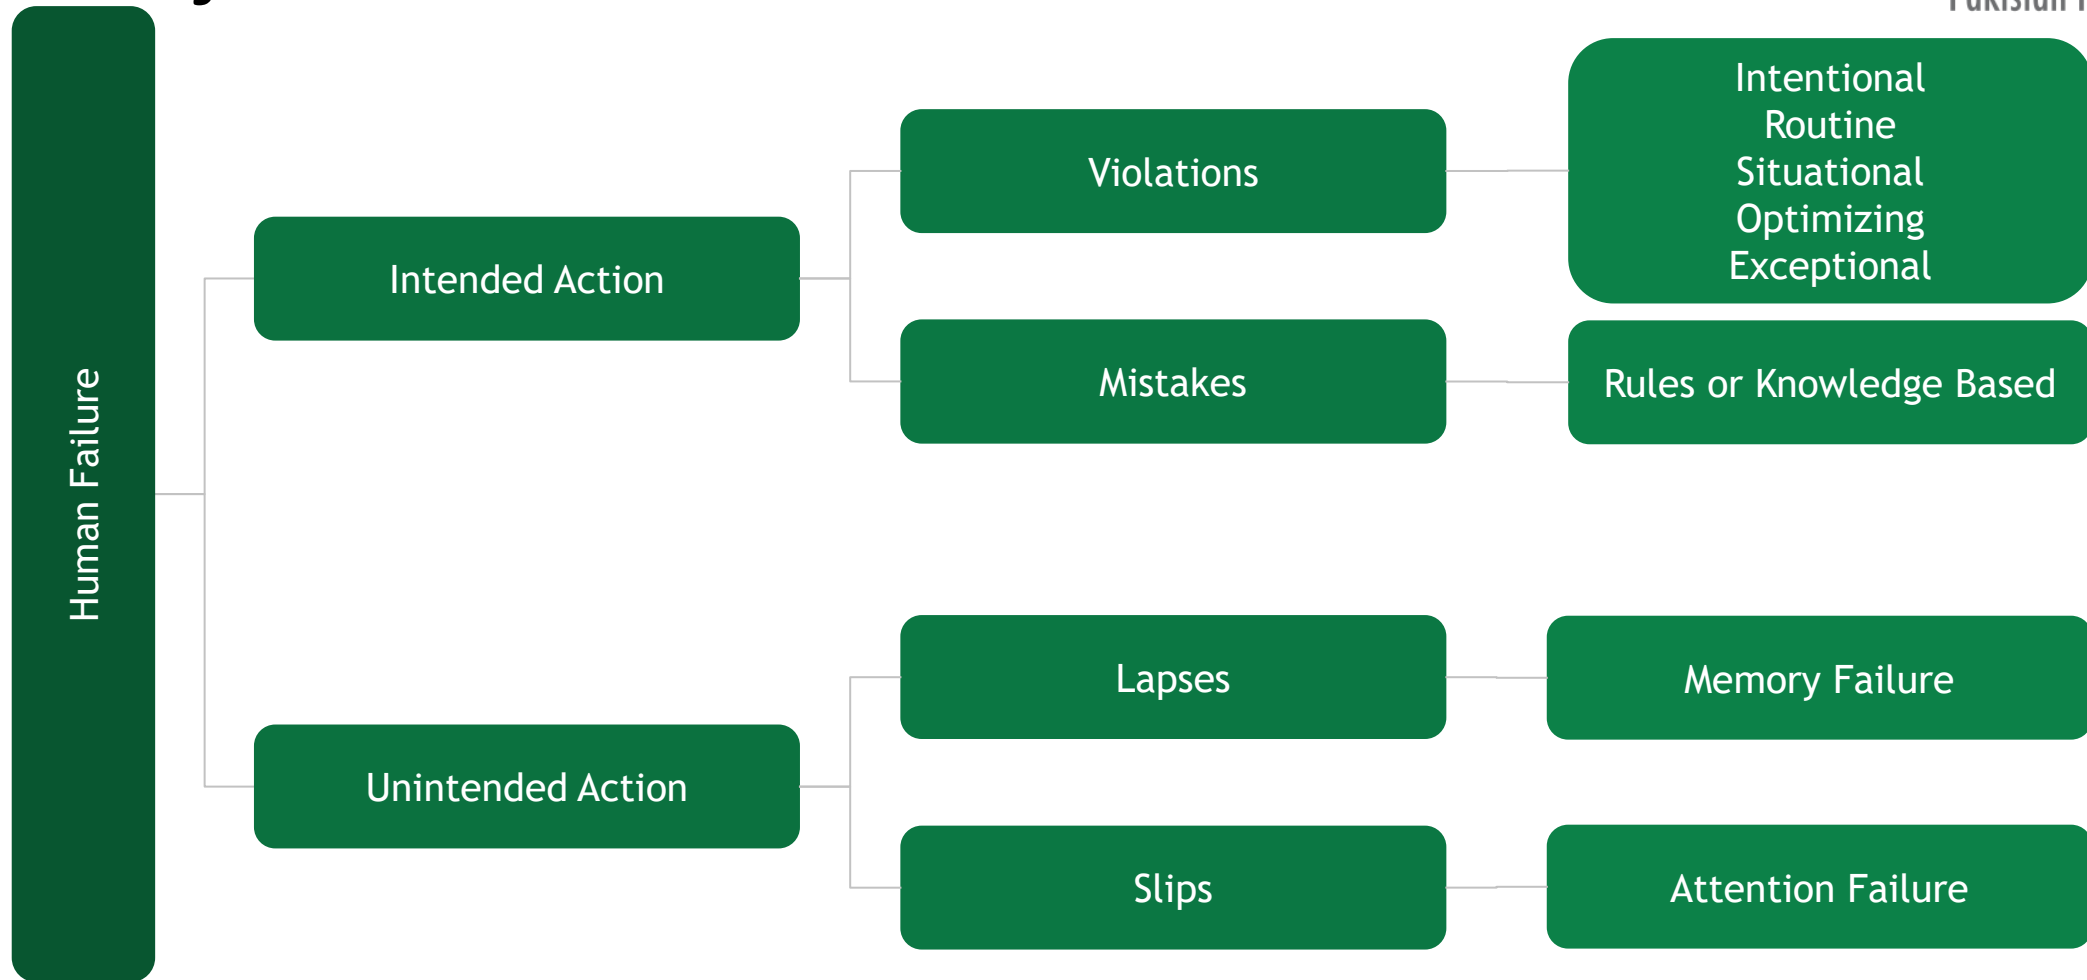 Human Failure
Intended Action
Violations
Intentional
Routine
Situational
Optimizing
Exceptional
Mistakes
Rules or Knowledge Based
Unintended Action
Lapses
Memory Failure
Slips
Attention Failure